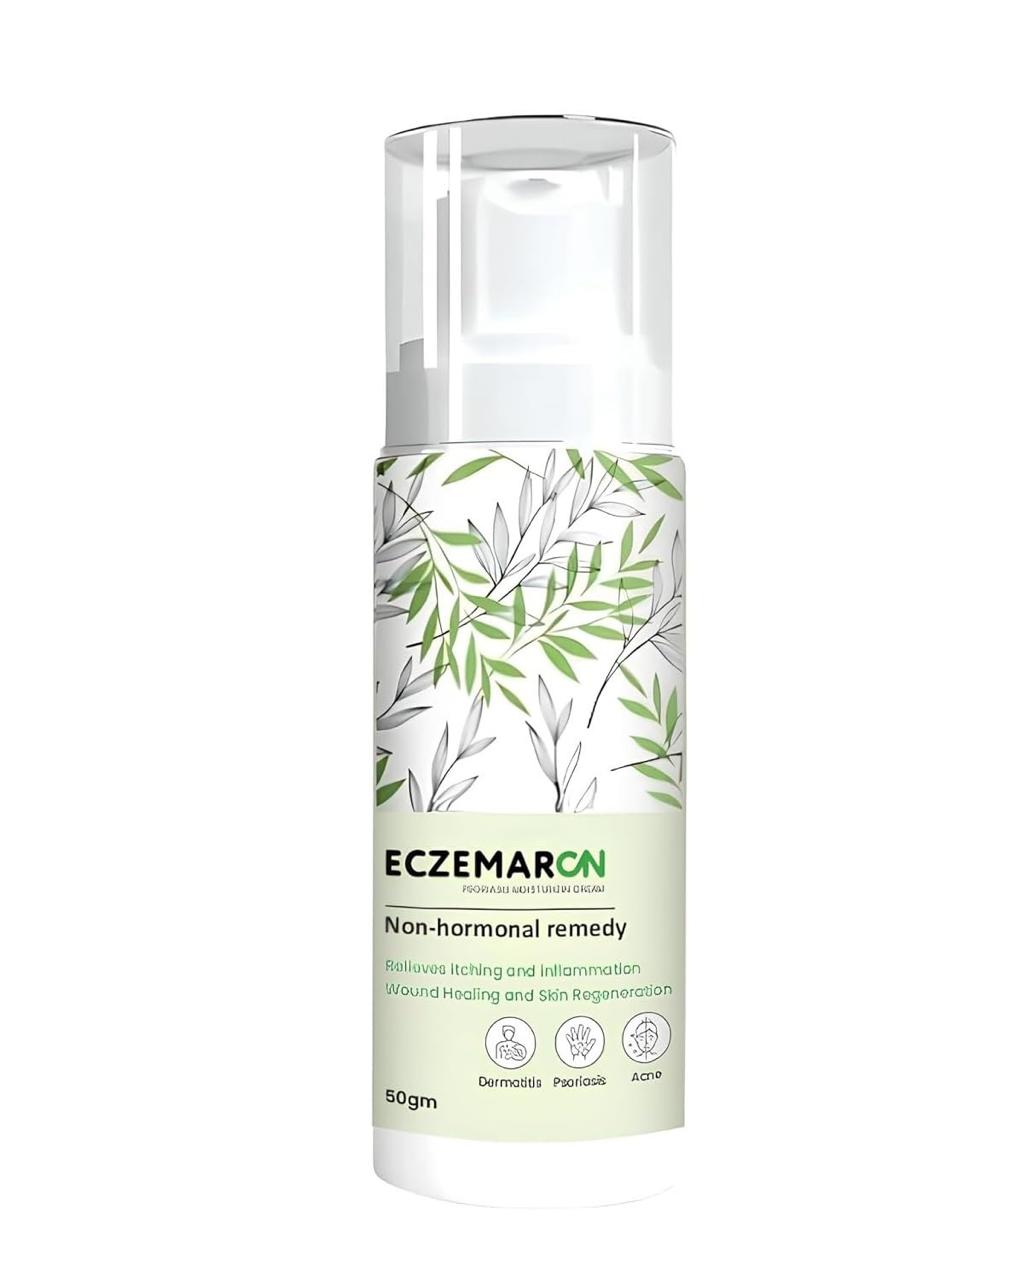 ECZEMARON
Non-hormonal remedy
Relieves Itching and Inflammation
Wound Healing and Skin Regeneration
Dermatitis Psoriasis Acne
50gm